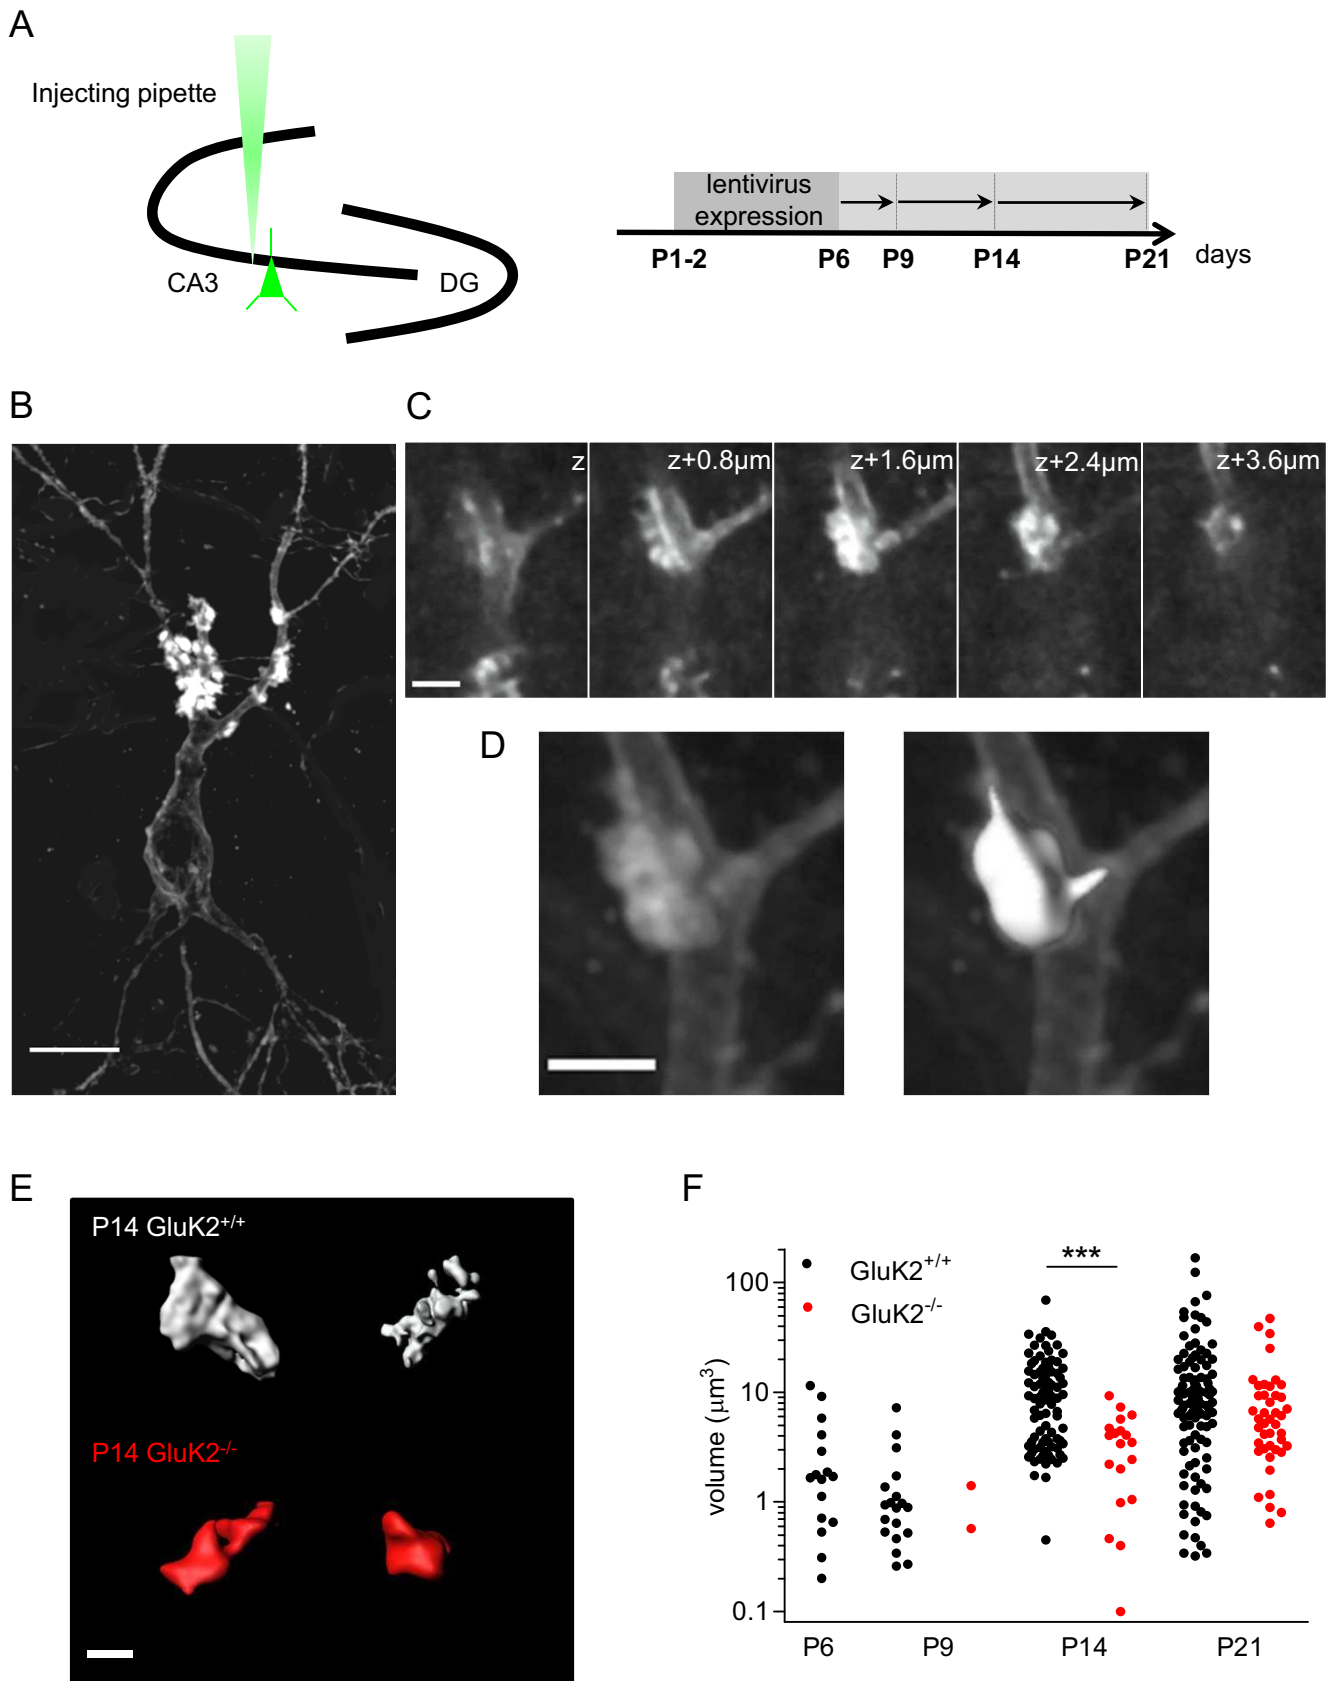 A
Injecting pipette
CA3
DG
lentivirus
expression
P1-2
P6
P9
P14
P21
days
B
C
z
z+0.8µm
z+1.6µm
z+2.4µm
z+3.6µm
D
E
P14 GluK2+/+
P14 GluK2-/-
F
GluK2+/+
GluK2-/-
***
volume (µm³)
100
10
1
0.1
P6
P9
P14
P21